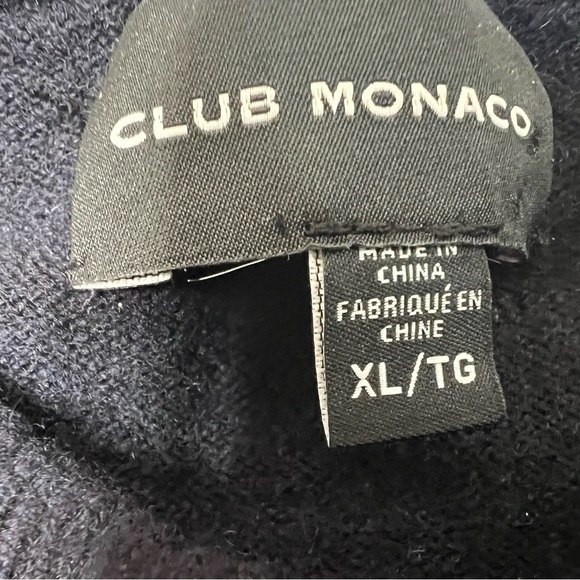 CLUB MONACO
MADE IN
CHINA
FABRIQUÉ EN
CHINE
XL/TG